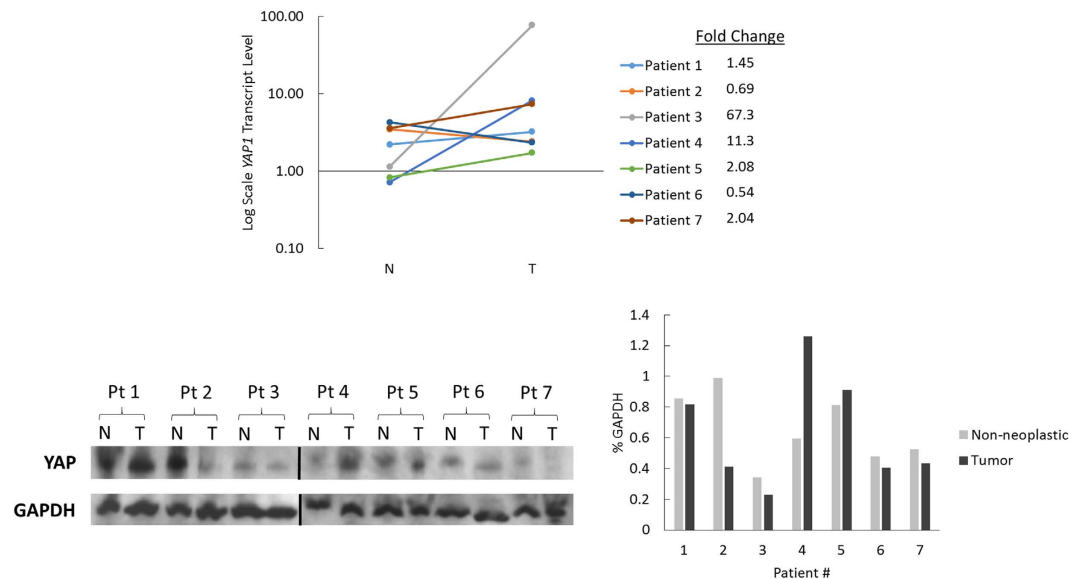 100.00
10.00
1.00
0.10
Log Scale YAP1 Transcript Level
N
T
Fold Change
Patient 1 1.45
Patient 2 0.69
Patient 3 67.3
Patient 4 11.3
Patient 5 2.08
Patient 6 0.54
Patient 7 2.04
Pt 1 Pt 2 Pt 3 Pt 4 Pt 5 Pt 6 Pt 7
N T N T N T N T N T N T N T
YAP
GAPDH
1.4
1.2
1
0.8
0.6
0.4
0.2
0
% GAPDH
1 2 3 4 5 6 7
Patient #
Non-neoplastic
Tumor